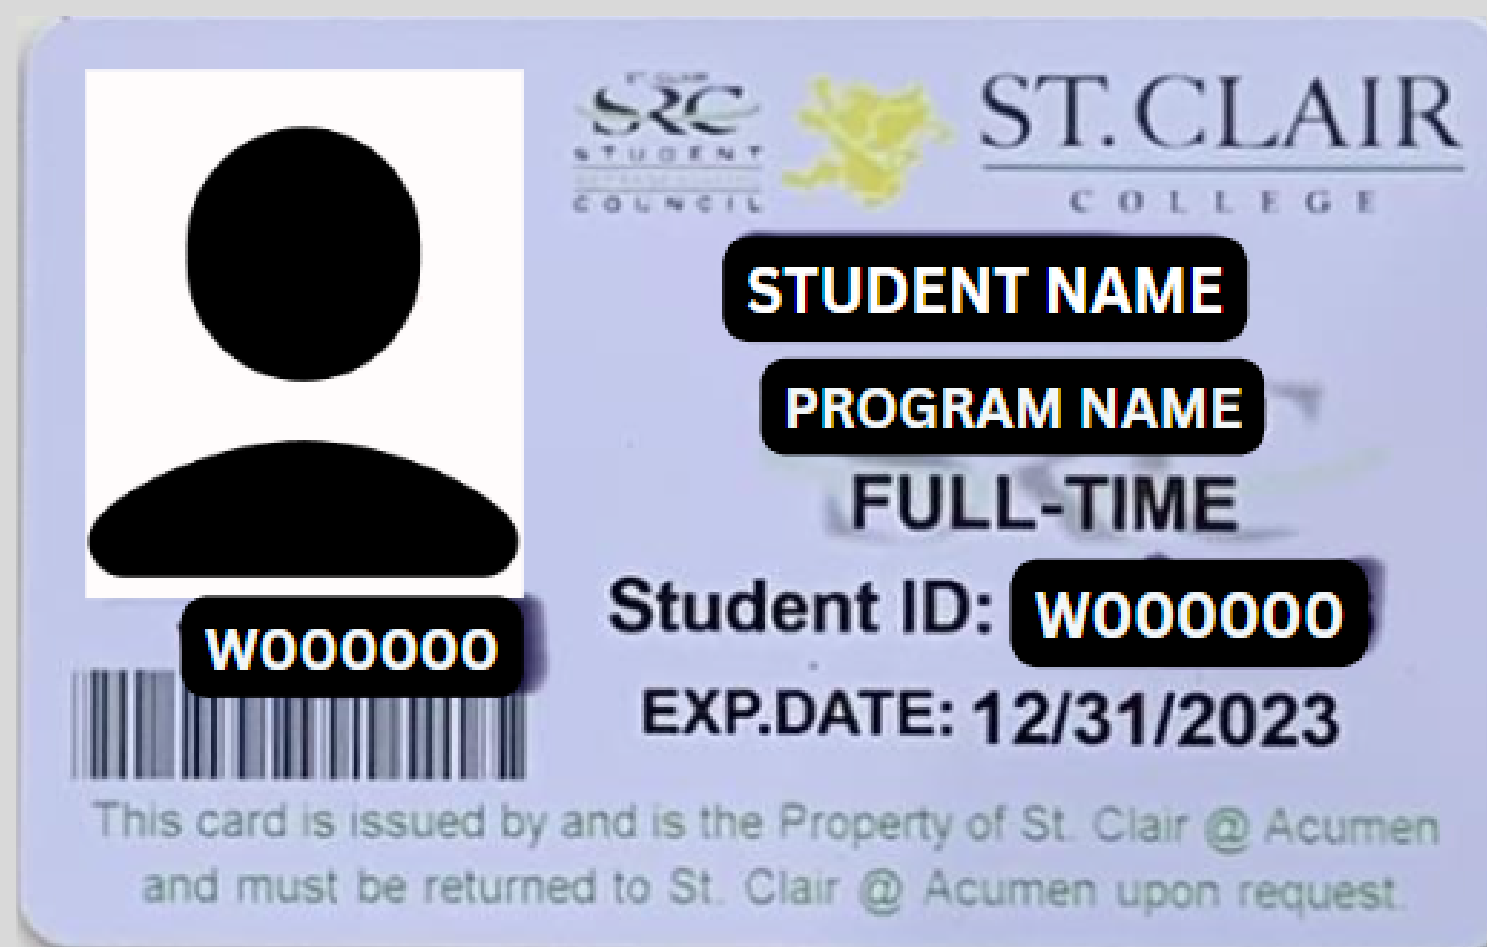 ST. CLAIR
SRC
STUDENT
COUNCIL
ST. CLAIR
COLLEGE
STUDENT NAME
PROGRAM NAME
FULL-TIME
Student ID: W000000
W000000
EXP.DATE: 12/31/2023
This card is issued by and is the Property of St. Clair @ Acumen
and must be returned to St. Clair @ Acumen upon request.